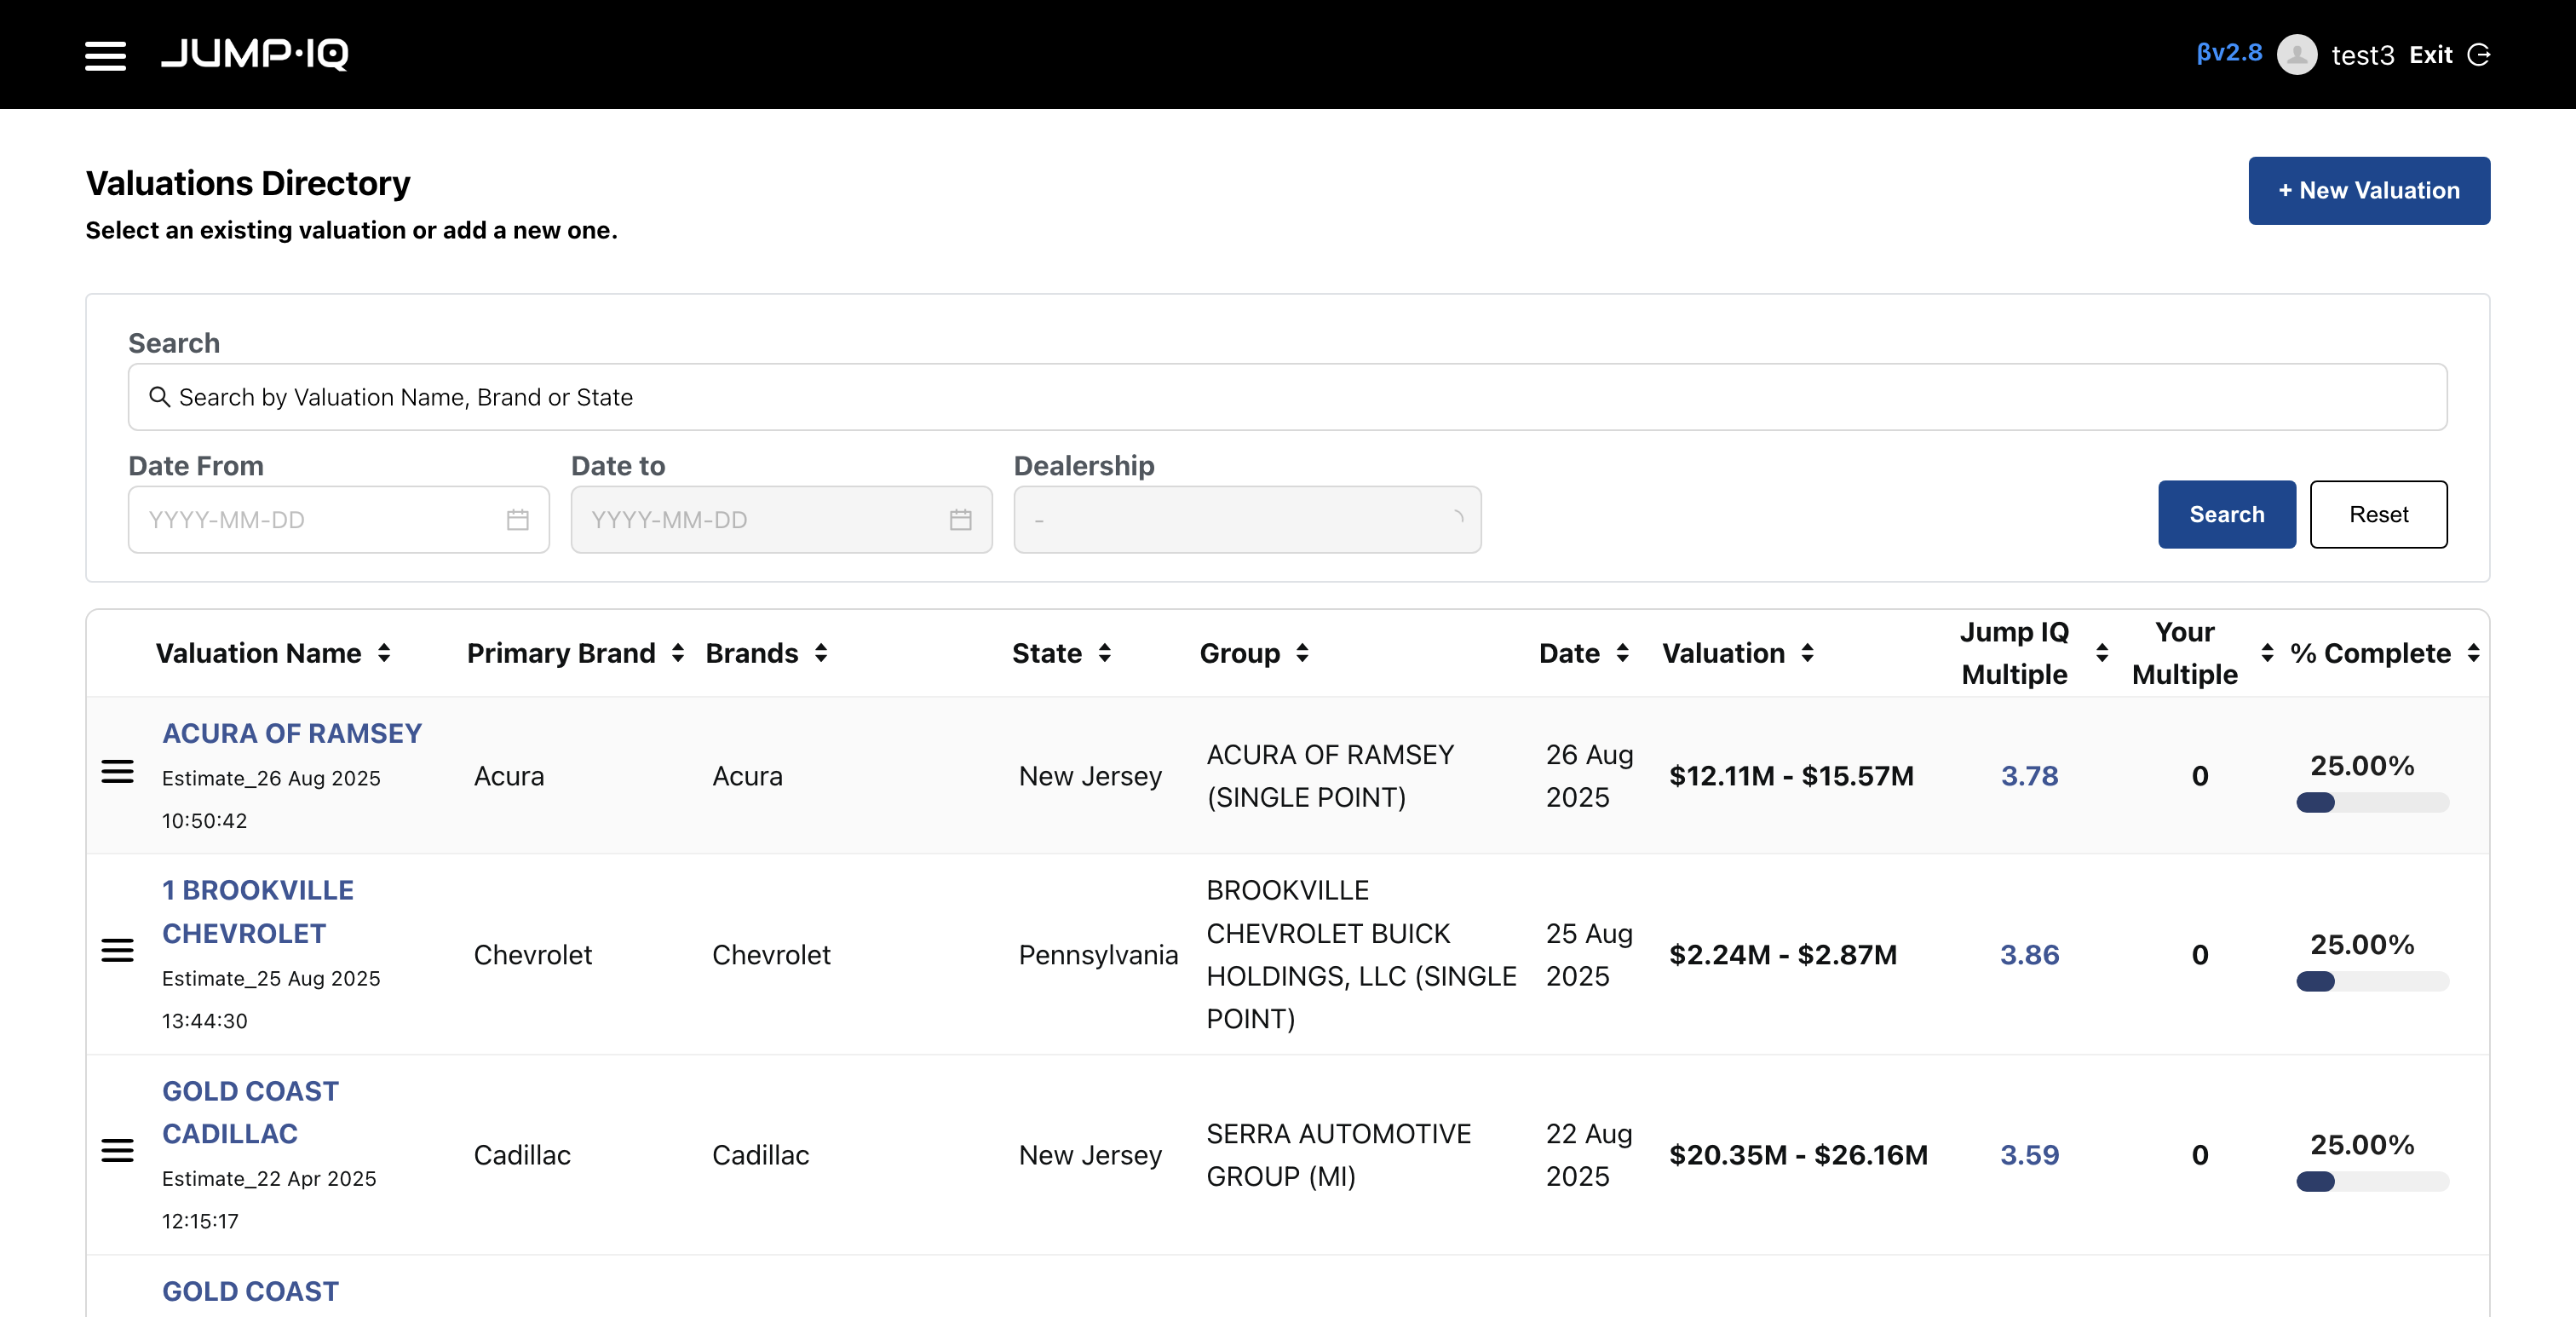 JUMP·IQ
βv2.8 test3 Exit
Valuations Directory
+ New Valuation
Select an existing valuation or add a new one.
Search
Search by Valuation Name, Brand or State
Date From Date to Dealership
YYYY-MM-DD YYYY-MM-DD - Search Reset
Valuation Name Primary Brand Brands State Group Date Valuation Jump IQ Multiple Your Multiple % Complete
ACURA OF RAMSEY
Estimate_26 Aug 2025
10:50:42
Acura
Acura
New Jersey
ACURA OF RAMSEY
(SINGLE POINT)
26 Aug
2025
$12.11M - $15.57M
3.78
0
25.00%
1 BROOKVILLE
CHEVROLET
Estimate_25 Aug 2025
13:44:30
Chevrolet
Chevrolet
Pennsylvania
BROOKVILLE
CHEVROLET BUICK
HOLDINGS, LLC (SINGLE
POINT)
25 Aug
2025
$2.24M - $2.87M
3.86
0
25.00%
GOLD COAST
CADILLAC
Estimate_22 Apr 2025
12:15:17
Cadillac
Cadillac
New Jersey
SERRA AUTOMOTIVE
GROUP (MI)
22 Aug
2025
$20.35M - $26.16M
3.59
0
25.00%
GOLD COAST